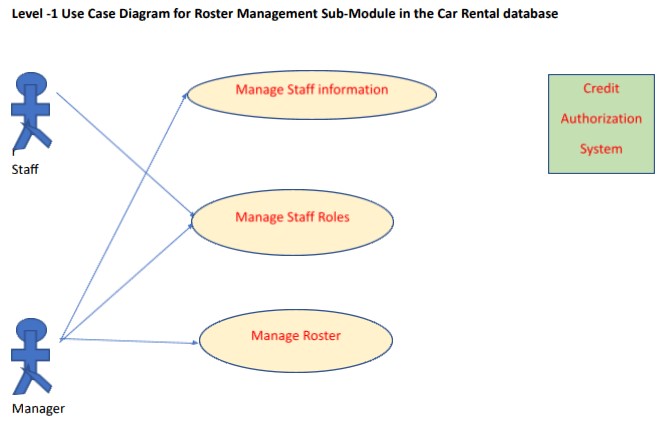 Level -1 Use Case Diagram for Roster Management Sub-Module in the Car Rental database
Manage Staff information
Credit
Authorization
System
Staff
Manage Staff Roles
Manage Roster
Manager